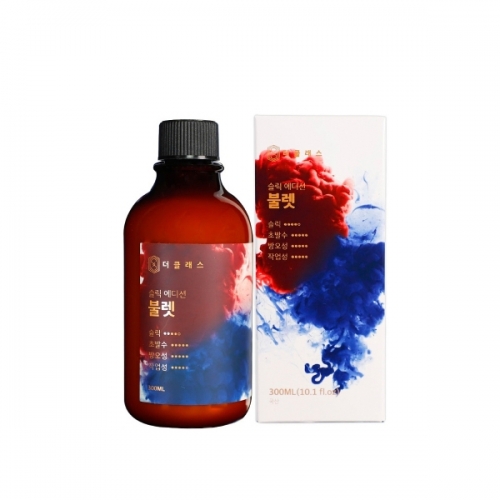 더클래스
슬릭 에디션
불렛
슬릭
초발수
방오성
작업성
300ML
더클래스
슬릭 에디션
불렛
슬릭
초발수
방오성
작업성
300ML(10.1 fl.oz)